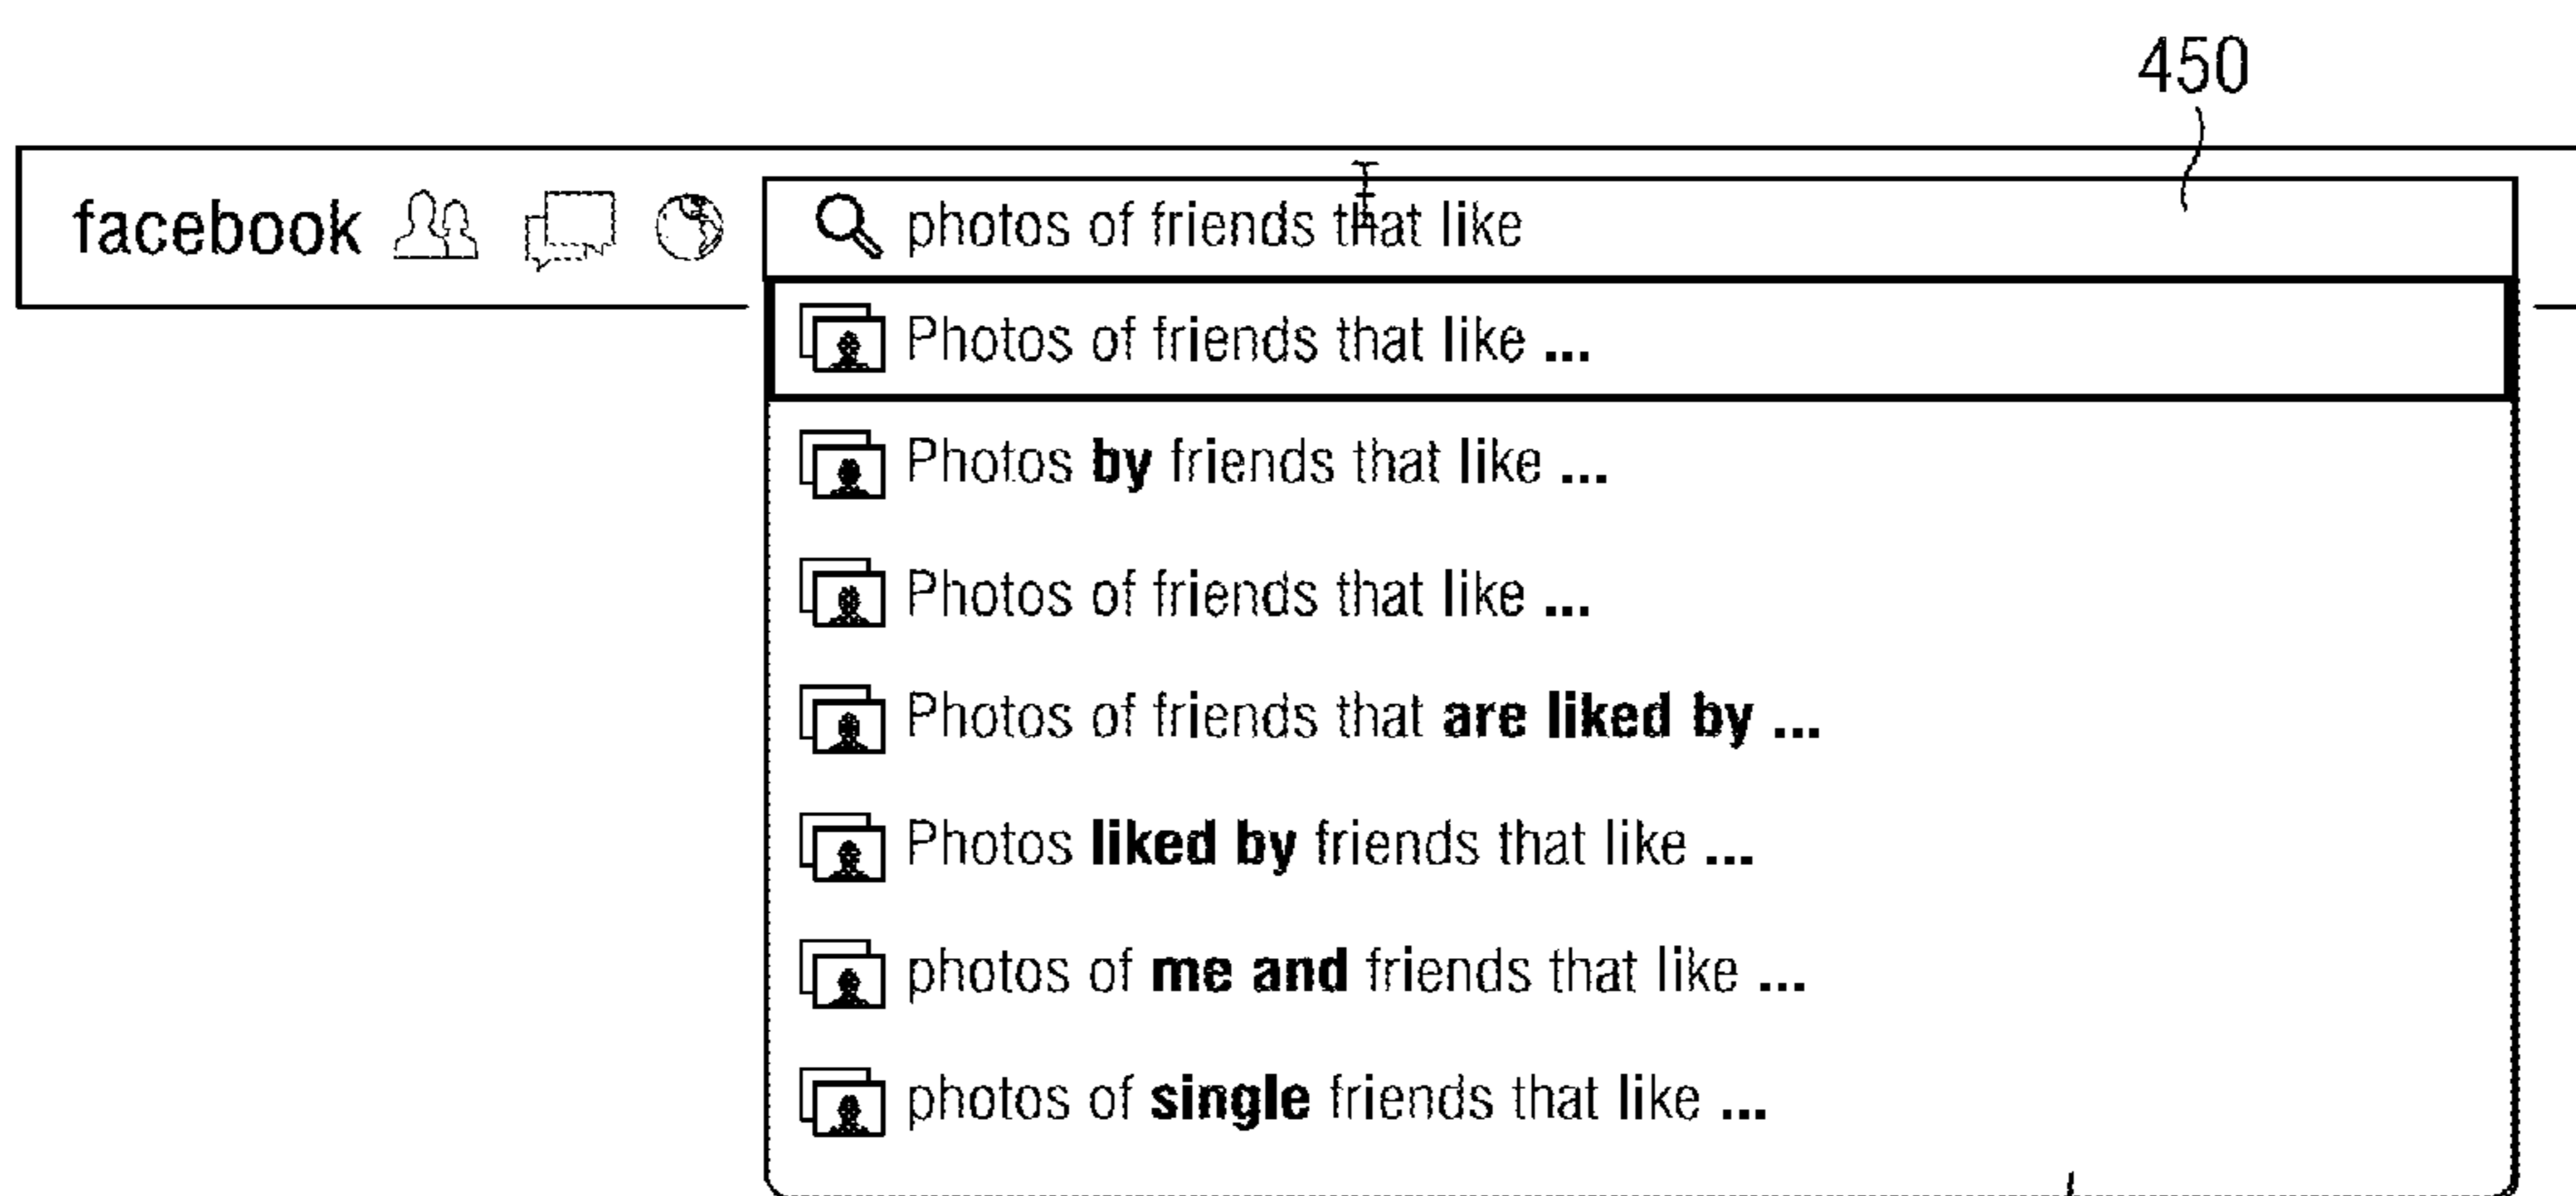 450
facebook photos of friends that like
Photos of friends that like ...
Photos by friends that like ...
Photos of friends that like ...
Photos of friends that are liked by ...
Photos liked by friends that like ...
photos of me and friends that like ...
photos of single friends that like ...